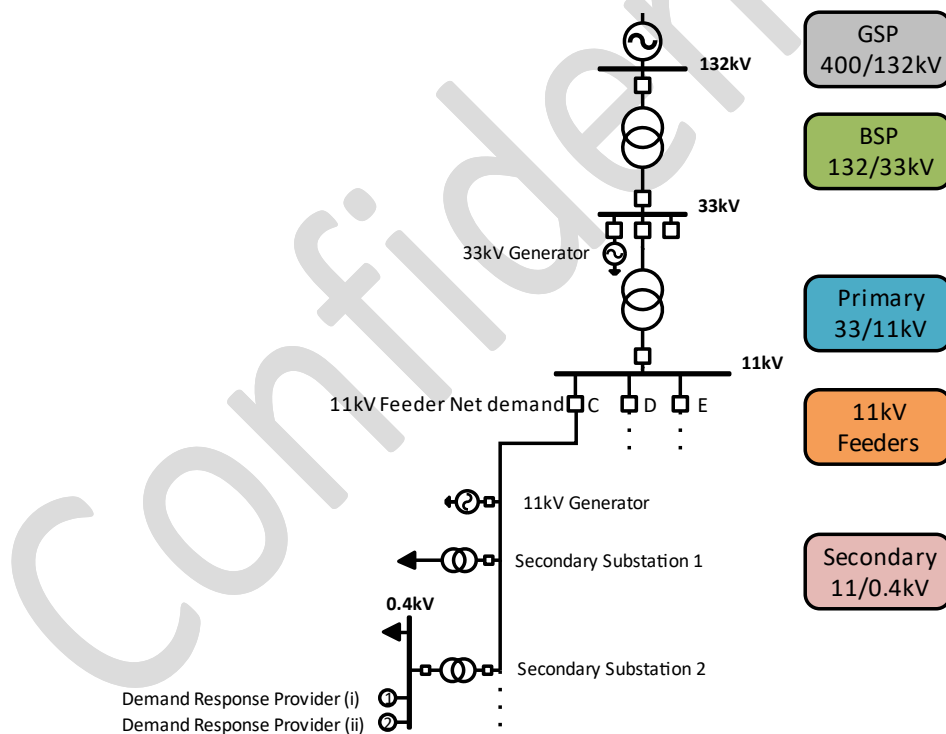 GSP
400/132kV
132kV
BSP
132/33kV
33kV
33kV Generator
Primary
33/11kV
11kV
11kV Feeder Net demand
C
D
E
11kV
Feeders
11kV Generator
Secondary Substation 1
Secondary
11/0.4kV
0.4kV
Secondary Substation 2
Demand Response Provider (i)
1
Demand Response Provider (ii)
2
Confiden